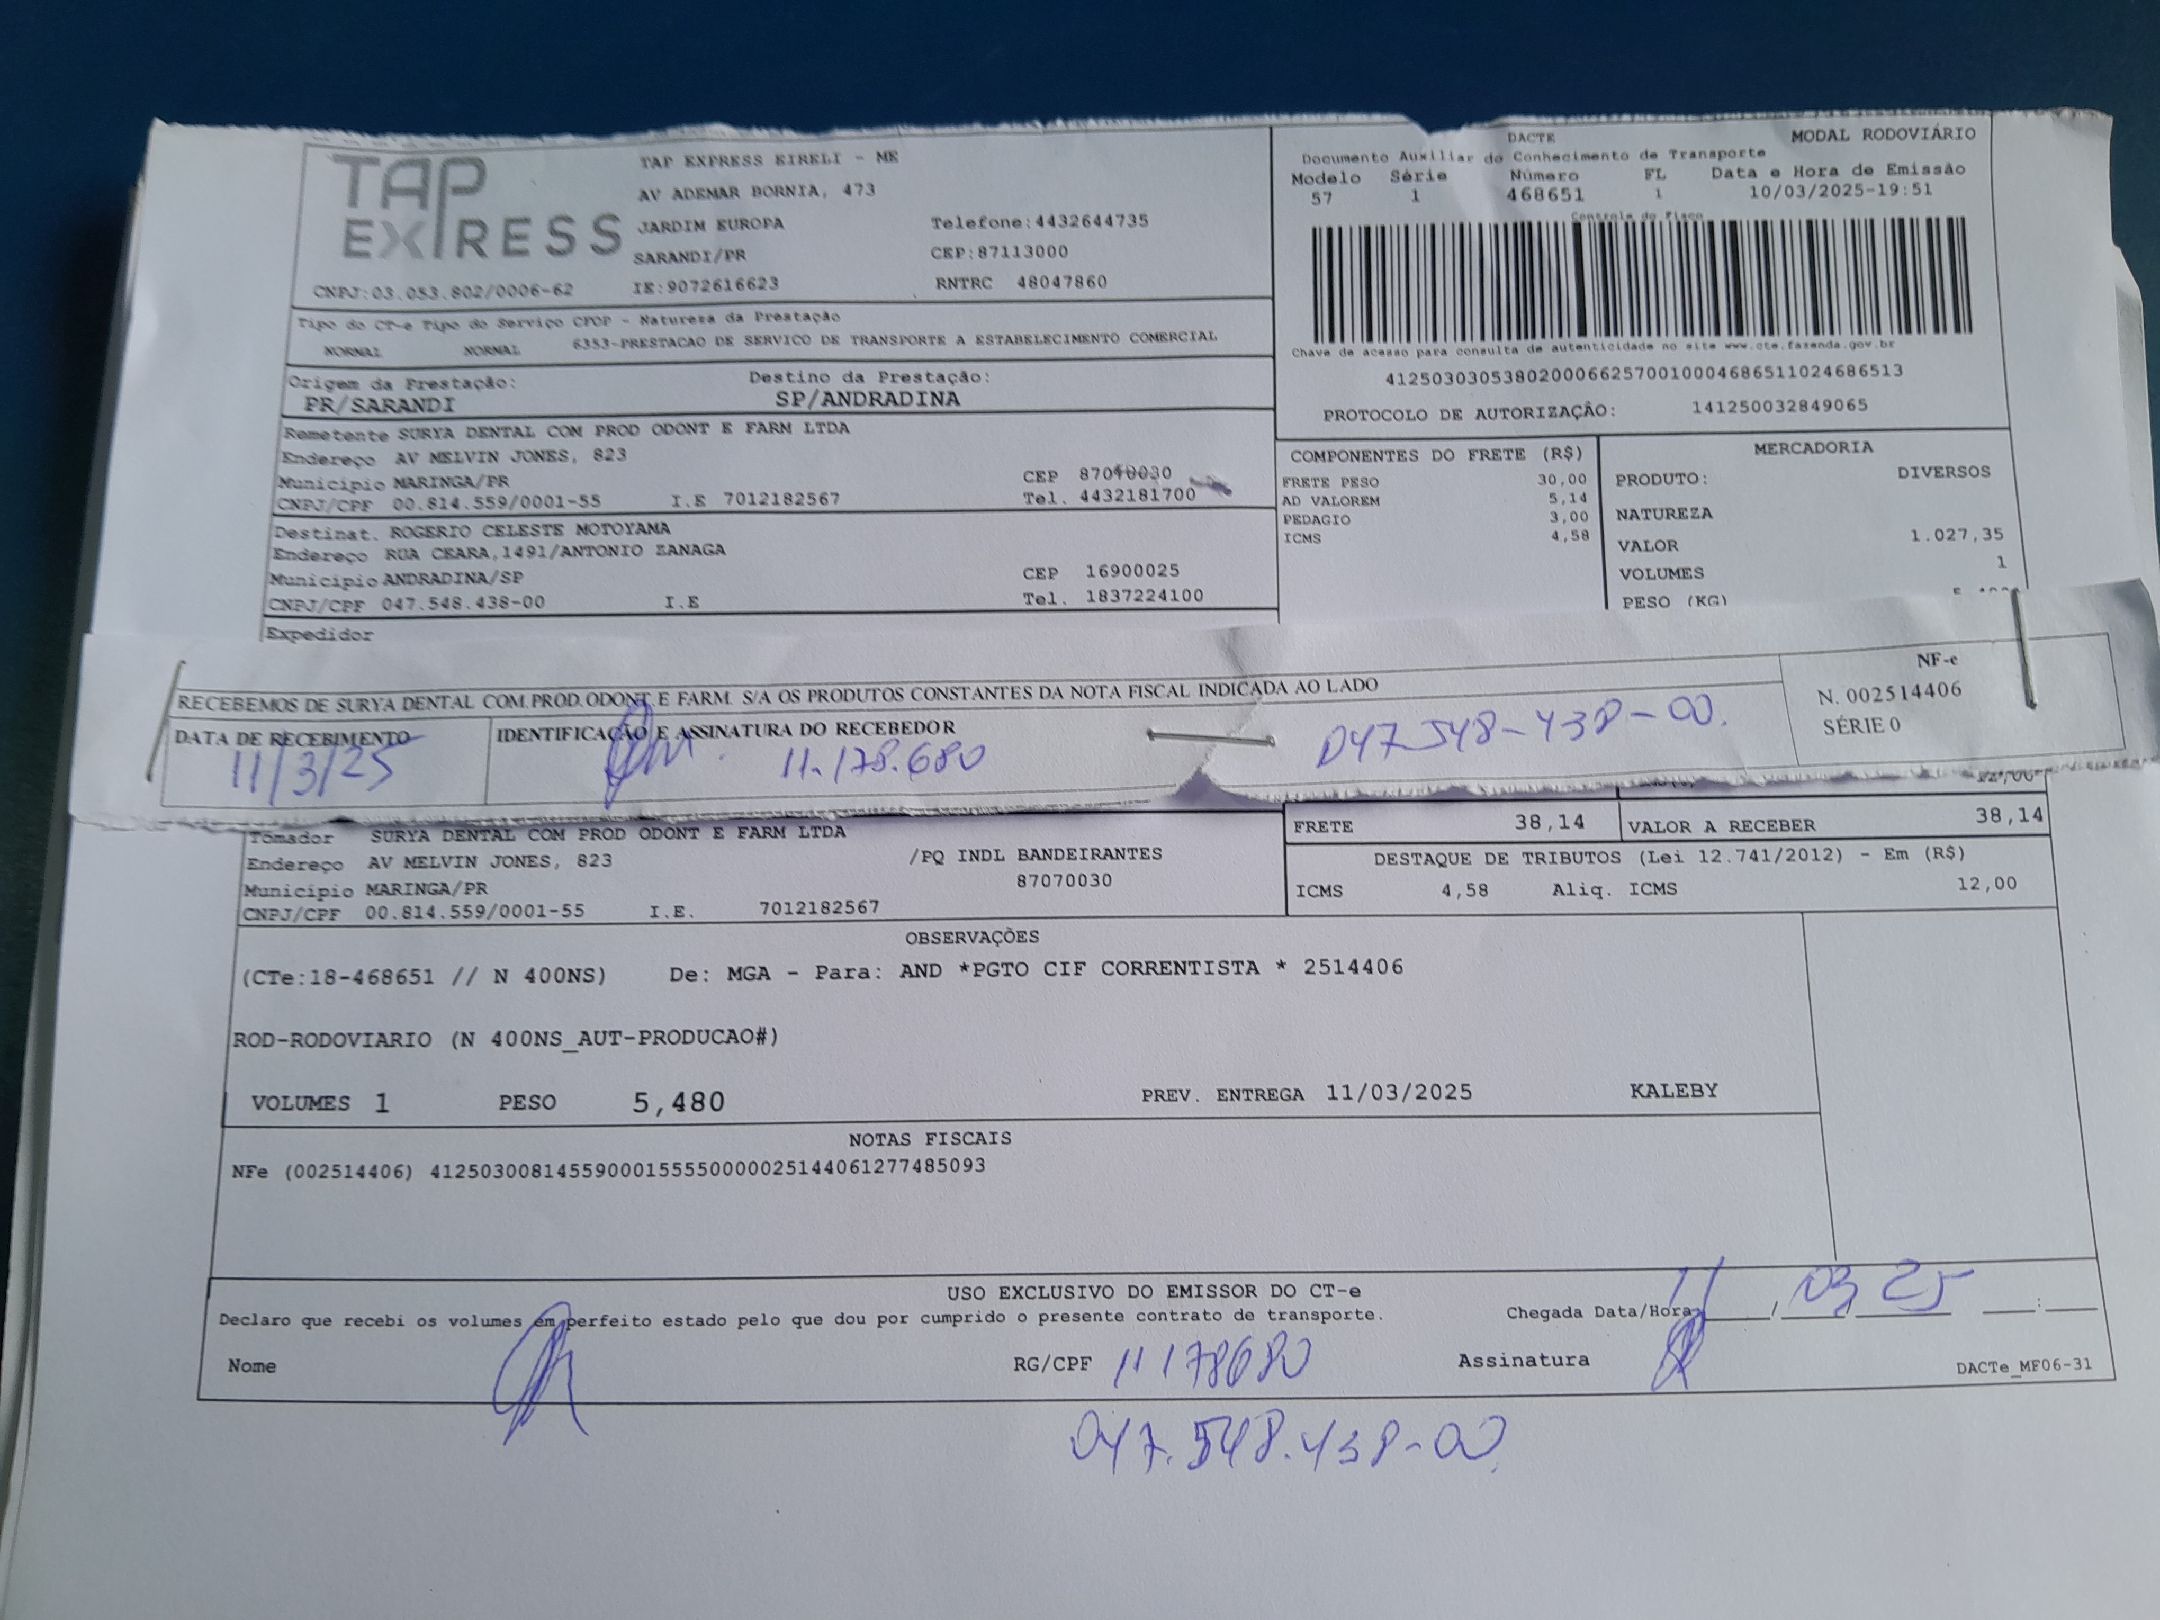 TAP EXPRESS
TAP EXPRESS EIRELI - ME
AV ADEMAR BORNIA, 473
JARDIM EUROPA Telefone:4432644735
SARANDI/PR CEP:87113000
CNPJ:03.053.802/0006-62 IE:9072616623 RNTRC 48047860
DACTE MODAL RODOVIÁRIO
Documento Auxiliar do Conhecimento de Transporte
Modelo Série Número FL Data e Hora de Emissão
57 1 468651 1 10/03/2025-19:51
Controle do Fisco
Chave de acesso para consulta de autenticidade no site www.cte.fazenda.gov.br
41250303053802000662570010004686511024686513
PROTOCOLO DE AUTORIZAÇÃO: 141250032849065
Tipo do CT-e Tipo do Serviço CFOP - Natureza da Prestação
NORMAL NORMAL 6353-PRESTACAO DE SERVICO DE TRANSPORTE A ESTABELECIMENTO COMERCIAL
Origem da Prestação: Destino da Prestação:
PR/SARANDI SP/ANDRADINA
Remetente SURYA DENTAL COM PROD ODONT E FARM LTDA
Endereço AV MELVIN JONES, 823
Município MARINGA/PR CEP
CNPJ/CPF 00.814.559/0001-55 I.E 7012182567 Tel. 4432181700
Destinat. ROGERIO CELESTE MOTOYAMA
Endereço RUA CEARA,1491/ANTONIO ZANAGA
Município ANDRADINA/SP CEP 16900025
CNPJ/CPF 047.548.438-00 I.E Tel. 1837224100
Expedidor
COMPONENTES DO FRETE (R$)
FRETE PESO 30,00
AD VALOREM 5,14
PEDAGIO 3,00
ICMS 4,58
MERCADORIA
PRODUTO: DIVERSOS
NATUREZA
VALOR 1.027,35
VOLUMES 1
PESO (KG)
RECEBEMOS DE SURYA DENTAL COM.PROD.ODONT E FARM. S/A OS PRODUTOS CONSTANTES DA NOTA FISCAL INDICADA AO LADO
NF-e
N. 002514406
SÉRIE 0
DATA DE RECEBIMENTO IDENTIFICAÇÃO E ASSINATURA DO RECEBEDOR
11/3/25 11.178.680 047.548-438-00.
Tomador SURYA DENTAL COM PROD ODONT E FARM LTDA
Endereço AV MELVIN JONES, 823 /PQ INDL BANDEIRANTES
Município MARINGA/PR 87070030
CNPJ/CPF 00.814.559/0001-55 I.E. 7012182567
FRETE 38,14 VALOR A RECEBER 38,14
DESTAQUE DE TRIBUTOS (Lei 12.741/2012) - Em (R$)
ICMS 4,58 Aliq. ICMS 12,00
OBSERVAÇÕES
(CTe:18-468651 // N 400NS) De: MGA - Para: AND *PGTO CIF CORRENTISTA * 2514406
ROD-RODOVIARIO (N 400NS_AUT-PRODUCAO#)
VOLUMES 1 PESO 5,480 PREV. ENTREGA 11/03/2025 KALEBY
NOTAS FISCAIS
NFe (002514406) 41250300814559000155550000025144061277485093
USO EXCLUSIVO DO EMISSOR DO CT-e
Declaro que recebi os volumes em perfeito estado pelo que dou por cumprido o presente contrato de transporte. Chegada Data/Hora 11 / 03 / 25 :
Nome RG/CPF 11178680 Assinatura DACTe_MF06-31
047.548.438-00.